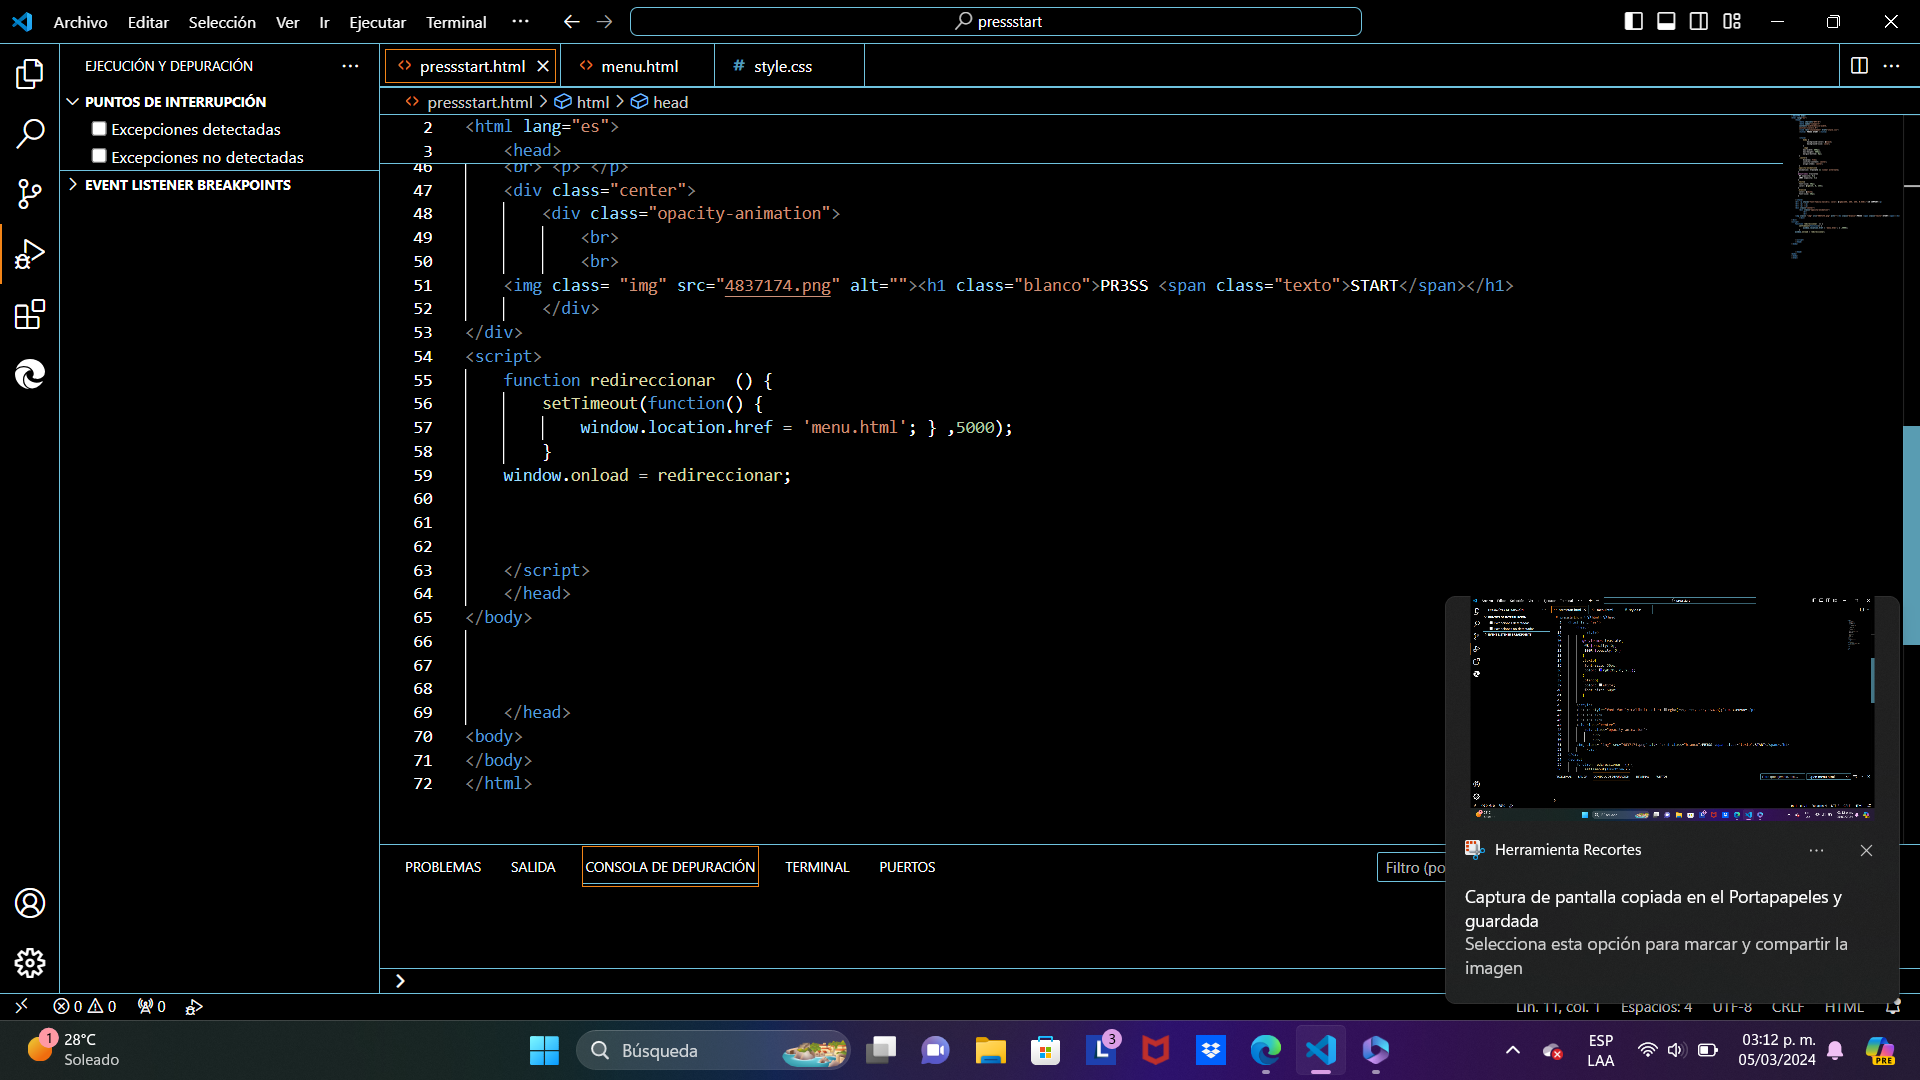 Archivo Editar Selección Ver Ir Ejecutar Terminal ··· pressstart
EJECUCIÓN Y DEPURACIÓN ···
PUNTOS DE INTERRUPCIÓN
Excepciones detectadas
Excepciones no detectadas
EVENT LISTENER BREAKPOINTS
pressstart.html menu.html style.css
pressstart.html > html > head
2 <html lang="es">
3 <head>
46 <br> <p> </p>
47 <div class="center">
48 <div class="opacity-animation">
49 <br>
50 <br>
51 <img class= "img" src="4837174.png" alt=""><h1 class="blanco">PR3SS <span class="texto">START</span></h1>
52 </div>
53 </div>
54 <script>
55 function redireccionar  () {
56 setTimeout(function() {
57 window.location.href = 'menu.html'; } ,5000);
58 }
59 window.onload = redireccionar;
60
61
62
63 </script>
64 </head>
65 </body>
66
67
68
69 </head>
70 <body>
71 </body>
72 </html>
PROBLEMAS SALIDA CONSOLA DE DEPURACIÓN TERMINAL PUERTOS Filtro (po
Herramienta Recortes ···
Captura de pantalla copiada en el Portapapeles y
guardada
Selecciona esta opción para marcar y compartir la
imagen
0 0 0 Lín. 11, col. 1 Espacios: 4 UTF-8 CRLF HTML
1 28°C
Soleado
Búsqueda
L 3
ESP
LAA
03:12 p. m.
05/03/2024
PRE